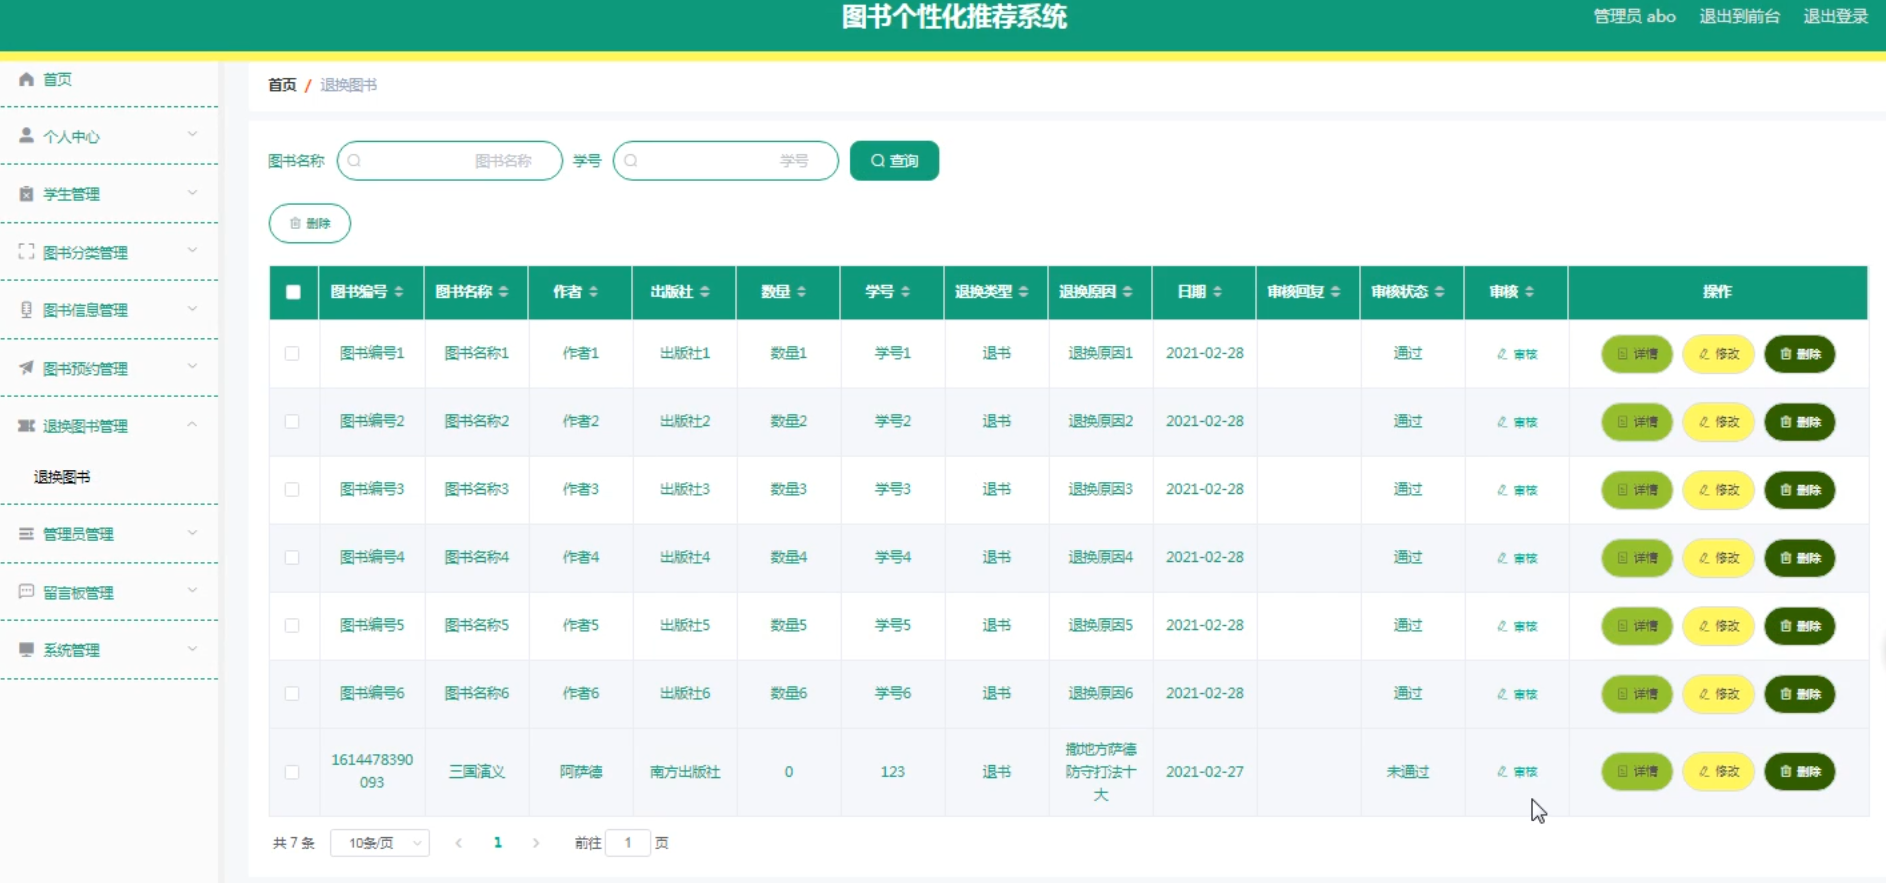 图书个性化推荐系统
管理员 abo 退出到前台 退出登录
首页
个人中心
学生管理
图书分类管理
图书信息管理
图书预约管理
退换图书管理
退换图书
管理员管理
留言板管理
系统管理
首页 / 退换图书
图书名称 图书名称 学号 学号 查询
删除
图书编号 图书名称 作者 出版社 数量 学号 退换类型 退换原因 日期 审核回复 审核状态 审核 操作
图书编号1 图书名称1 作者1 出版社1 数量1 学号1 退书 退换原因1 2021-02-28 通过 审核 详情 修改 删除
图书编号2 图书名称2 作者2 出版社2 数量2 学号2 退书 退换原因2 2021-02-28 通过 审核 详情 修改 删除
图书编号3 图书名称3 作者3 出版社3 数量3 学号3 退书 退换原因3 2021-02-28 通过 审核 详情 修改 删除
图书编号4 图书名称4 作者4 出版社4 数量4 学号4 退书 退换原因4 2021-02-28 通过 审核 详情 修改 删除
图书编号5 图书名称5 作者5 出版社5 数量5 学号5 退书 退换原因5 2021-02-28 通过 审核 详情 修改 删除
图书编号6 图书名称6 作者6 出版社6 数量6 学号6 退书 退换原因6 2021-02-28 通过 审核 详情 修改 删除
1614478390
093
三国演义 阿萨德 南方出版社 0 123 退书
撒地方萨德
防守打法十
大
2021-02-27 未通过 审核 详情 修改 删除
共 7 条 10条/页 1 前往 1 页